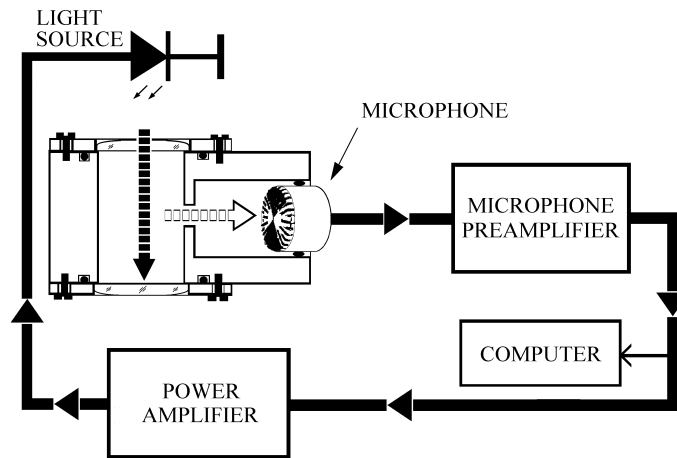 LIGHT
SOURCE
MICROPHONE
MICROPHONE
PREAMPLIFIER
COMPUTER
POWER
AMPLIFIER